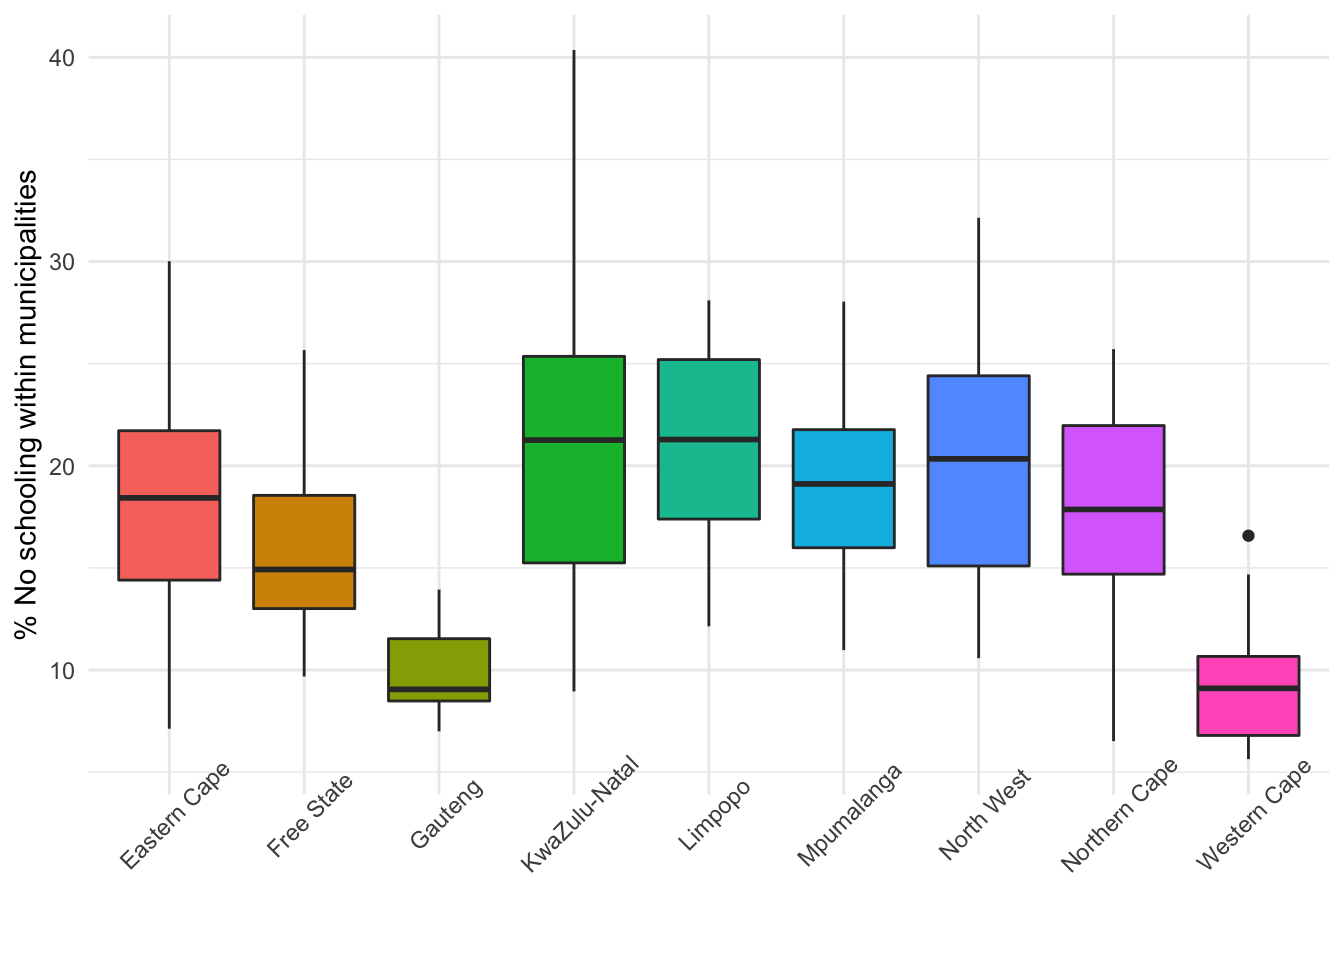 % No schooling within municipalities
40
30
20
10
Eastern Cape
Free State
Gauteng
KwaZulu-Natal
Limpopo
Mpumalanga
North West
Northern Cape
Western Cape